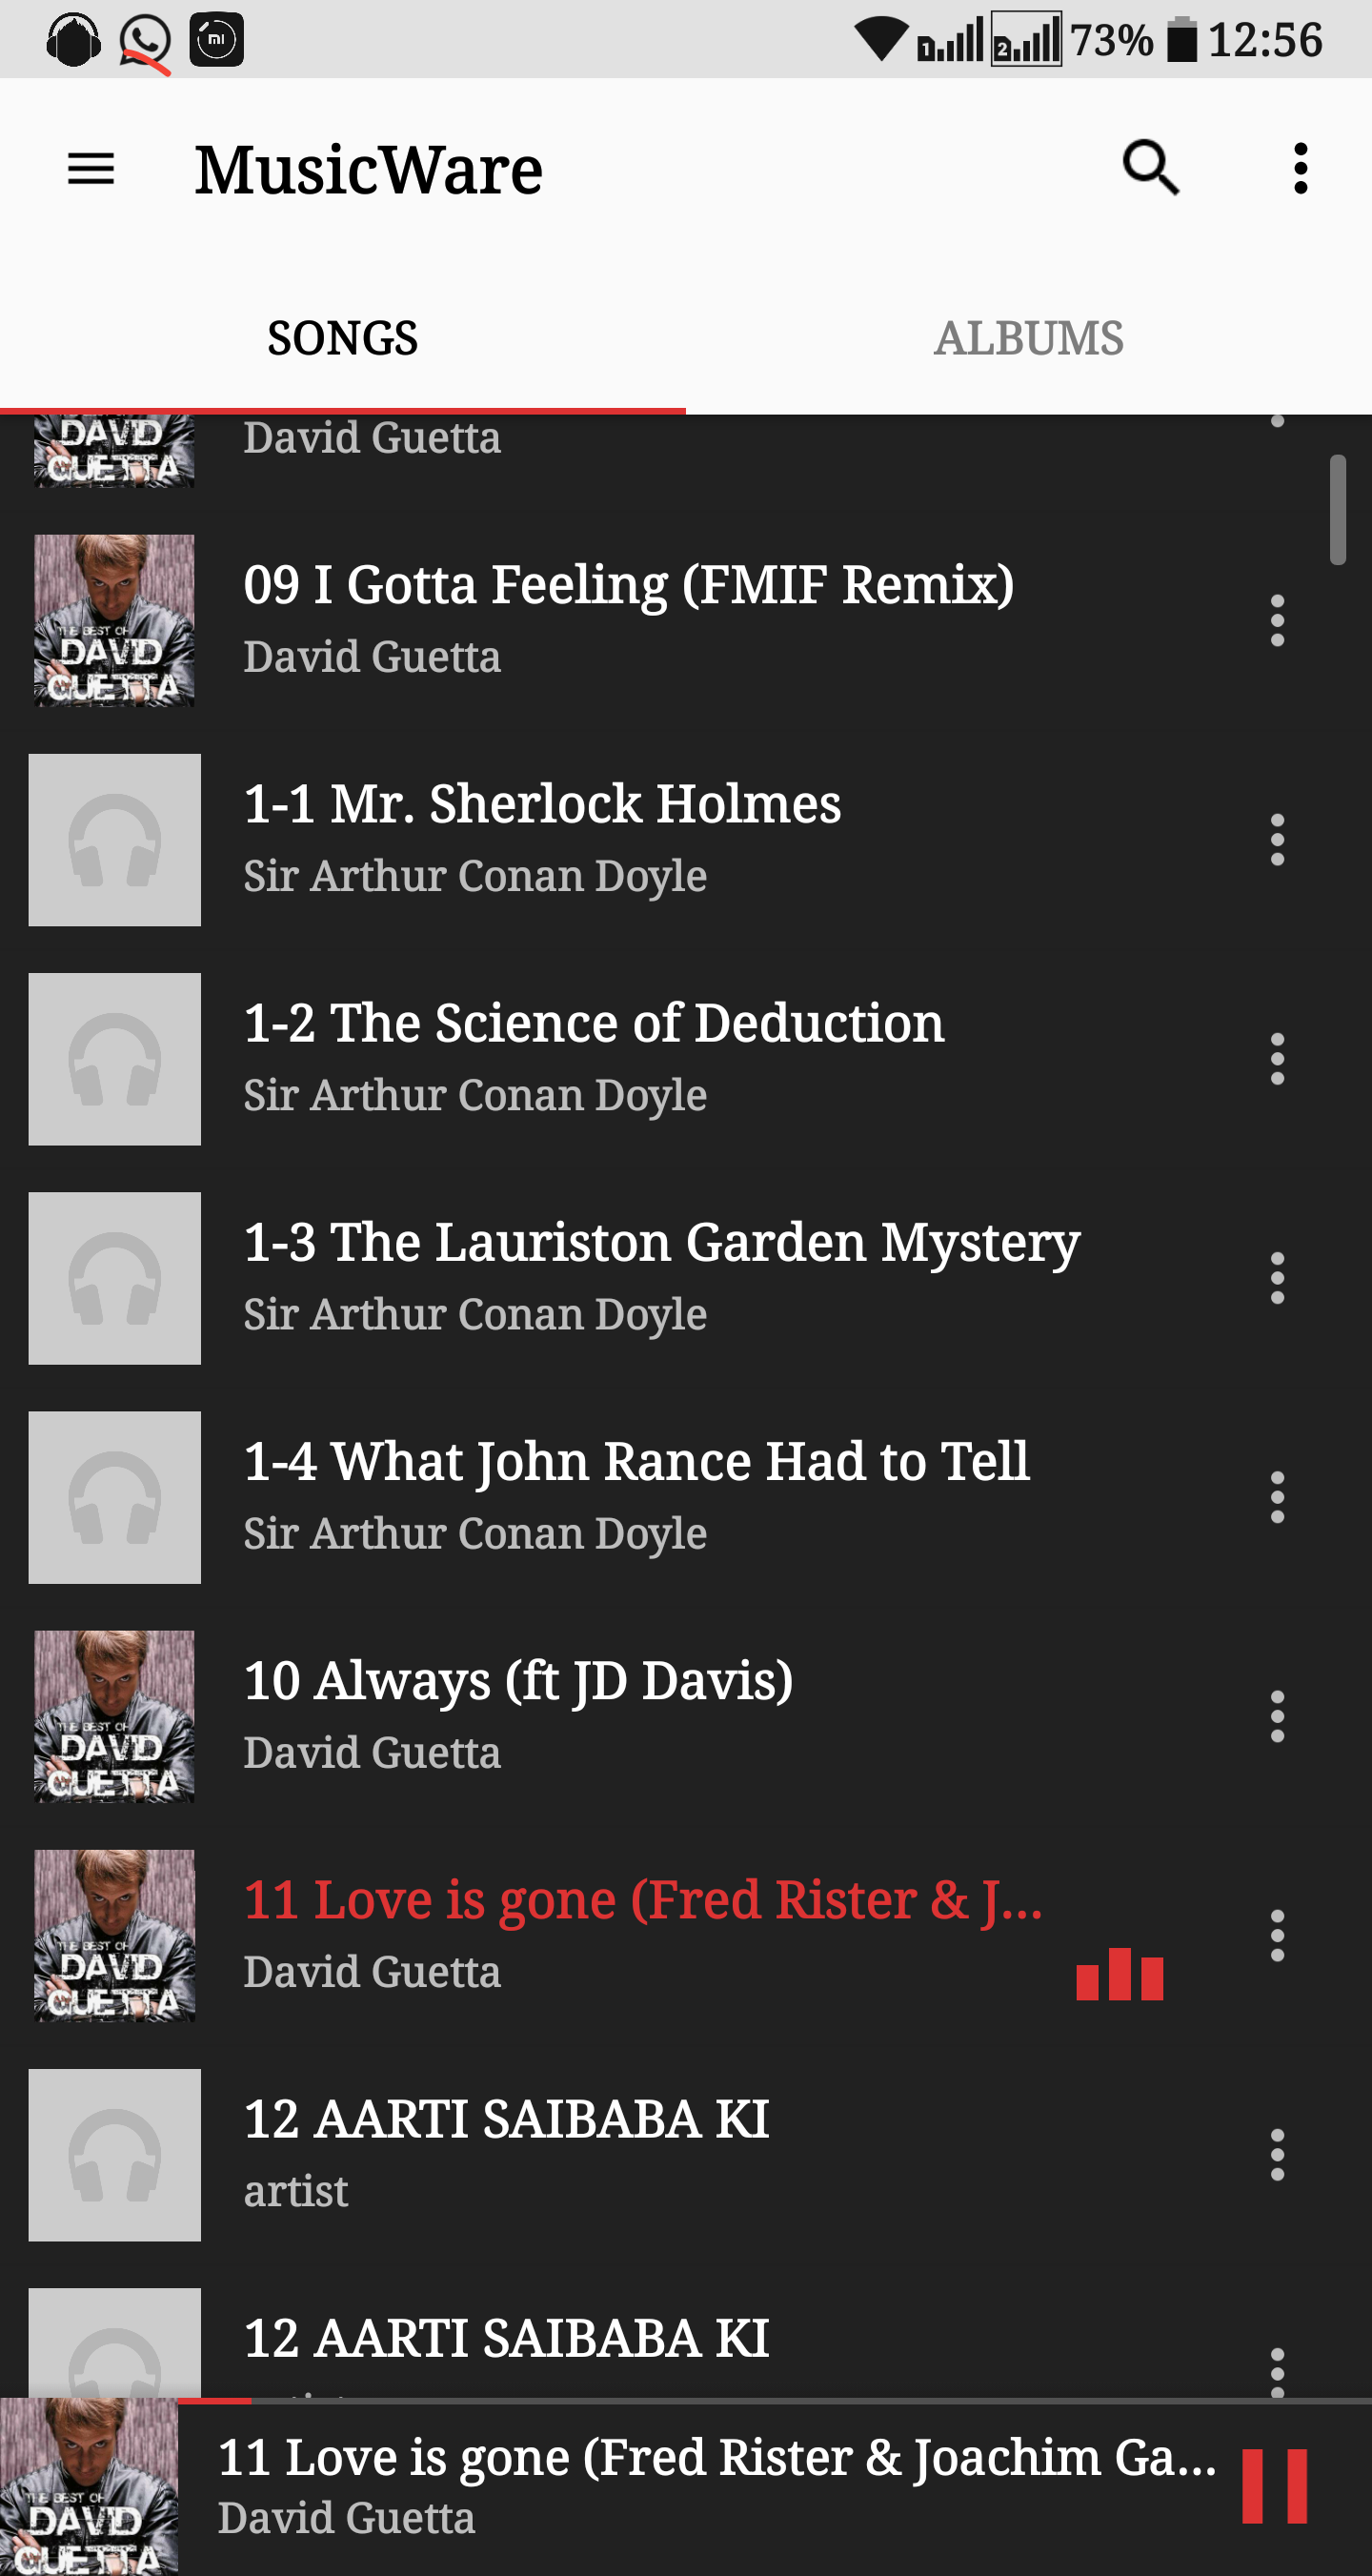 mi
1
2
73%
12:56
MusicWare
SONGS
ALBUMS
DAVID
GUETTA
David Guetta
09 I Gotta Feeling (FMIF Remix)
David Guetta
THE BEST OF
DAVID
GUETTA
1-1 Mr. Sherlock Holmes
Sir Arthur Conan Doyle
1-2 The Science of Deduction
Sir Arthur Conan Doyle
1-3 The Lauriston Garden Mystery
Sir Arthur Conan Doyle
1-4 What John Rance Had to Tell
Sir Arthur Conan Doyle
10 Always (ft JD Davis)
David Guetta
THE BEST OF
DAVID
GUETTA
11 Love is gone (Fred Rister & J...
David Guetta
THE BEST OF
DAVID
GUETTA
12 AARTI SAIBABA KI
artist
12 AARTI SAIBABA KI
11 Love is gone (Fred Rister & Joachim Ga...
David Guetta
THE BEST OF
DAVID
GUETTA